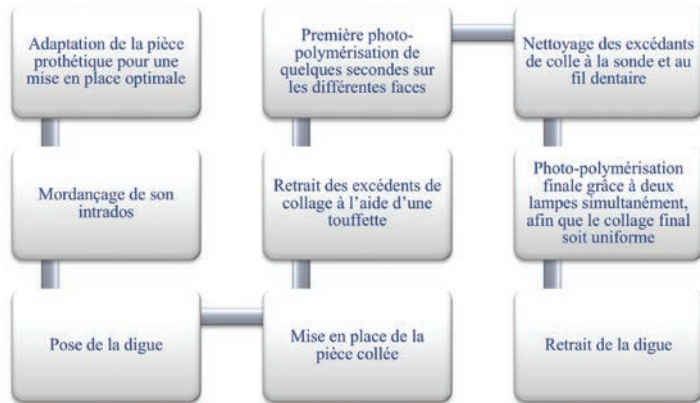 Adaptation de la pièce
prothétique pour une
mise en place optimale
Mordançage de son
intrados
Pose de la digue
Mise en place de la
pièce collée
Retrait des excédents de
collage à l'aide d'une
touffette
Première photo-
polymérisation de
quelques secondes sur
les différentes faces
Nettoyage des excédants
de colle à la sonde et au
fil dentaire
Photo-polymérisation
finale grâce à deux
lampes simultanément,
afin que le collage final
soit uniforme
Retrait de la digue